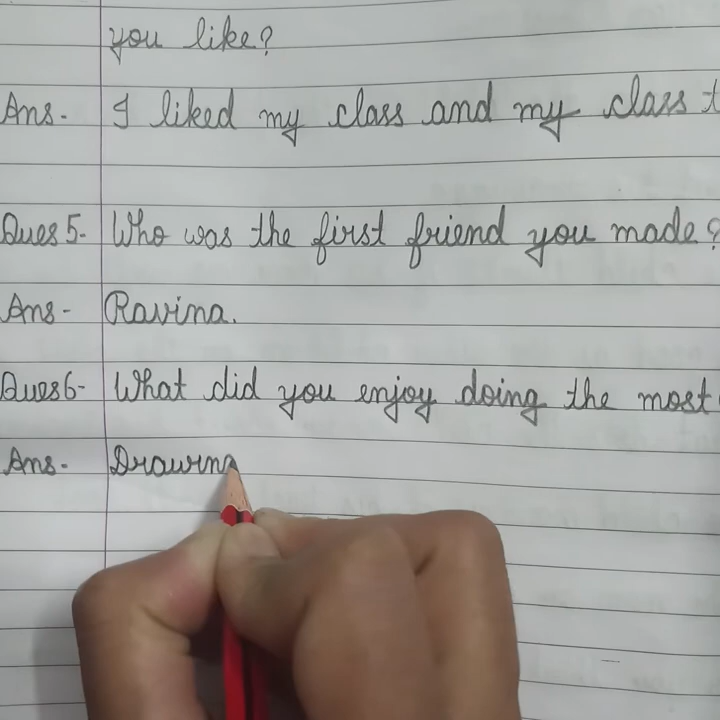 you like?
Ans. I liked my class and my class t
Ques 5. Who was the first friend you made?
Ans - Ravina.
Ques 6- What did you enjoy doing the most
Ans. Drawing